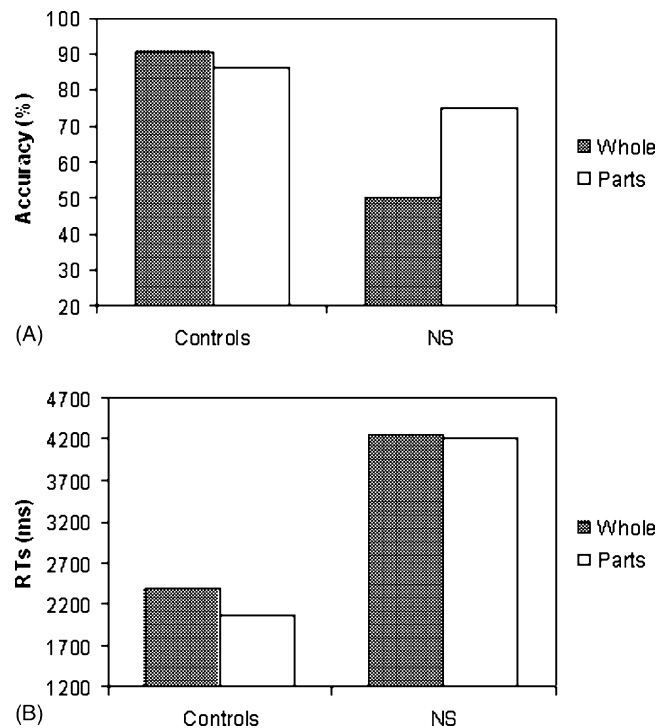 100
90
80
70
60
50
40
30
20
Accuracy (%)
Controls
NS
Whole
Parts
(A)
4700
4200
3700
3200
2700
2200
1700
1200
RTs (ms)
Controls
NS
Whole
Parts
(B)